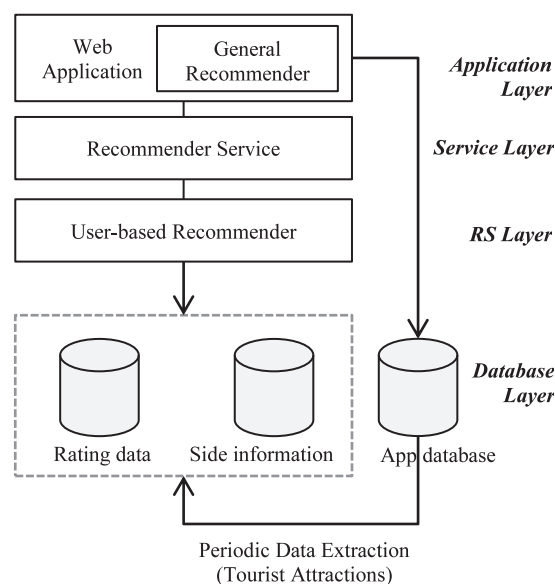 Web
Application
General
Recommender
Application
Layer
Recommender Service
Service Layer
User-based Recommender
RS Layer
Database
Layer
Rating data
Side information
App database
Periodic Data Extraction
(Tourist Attractions)